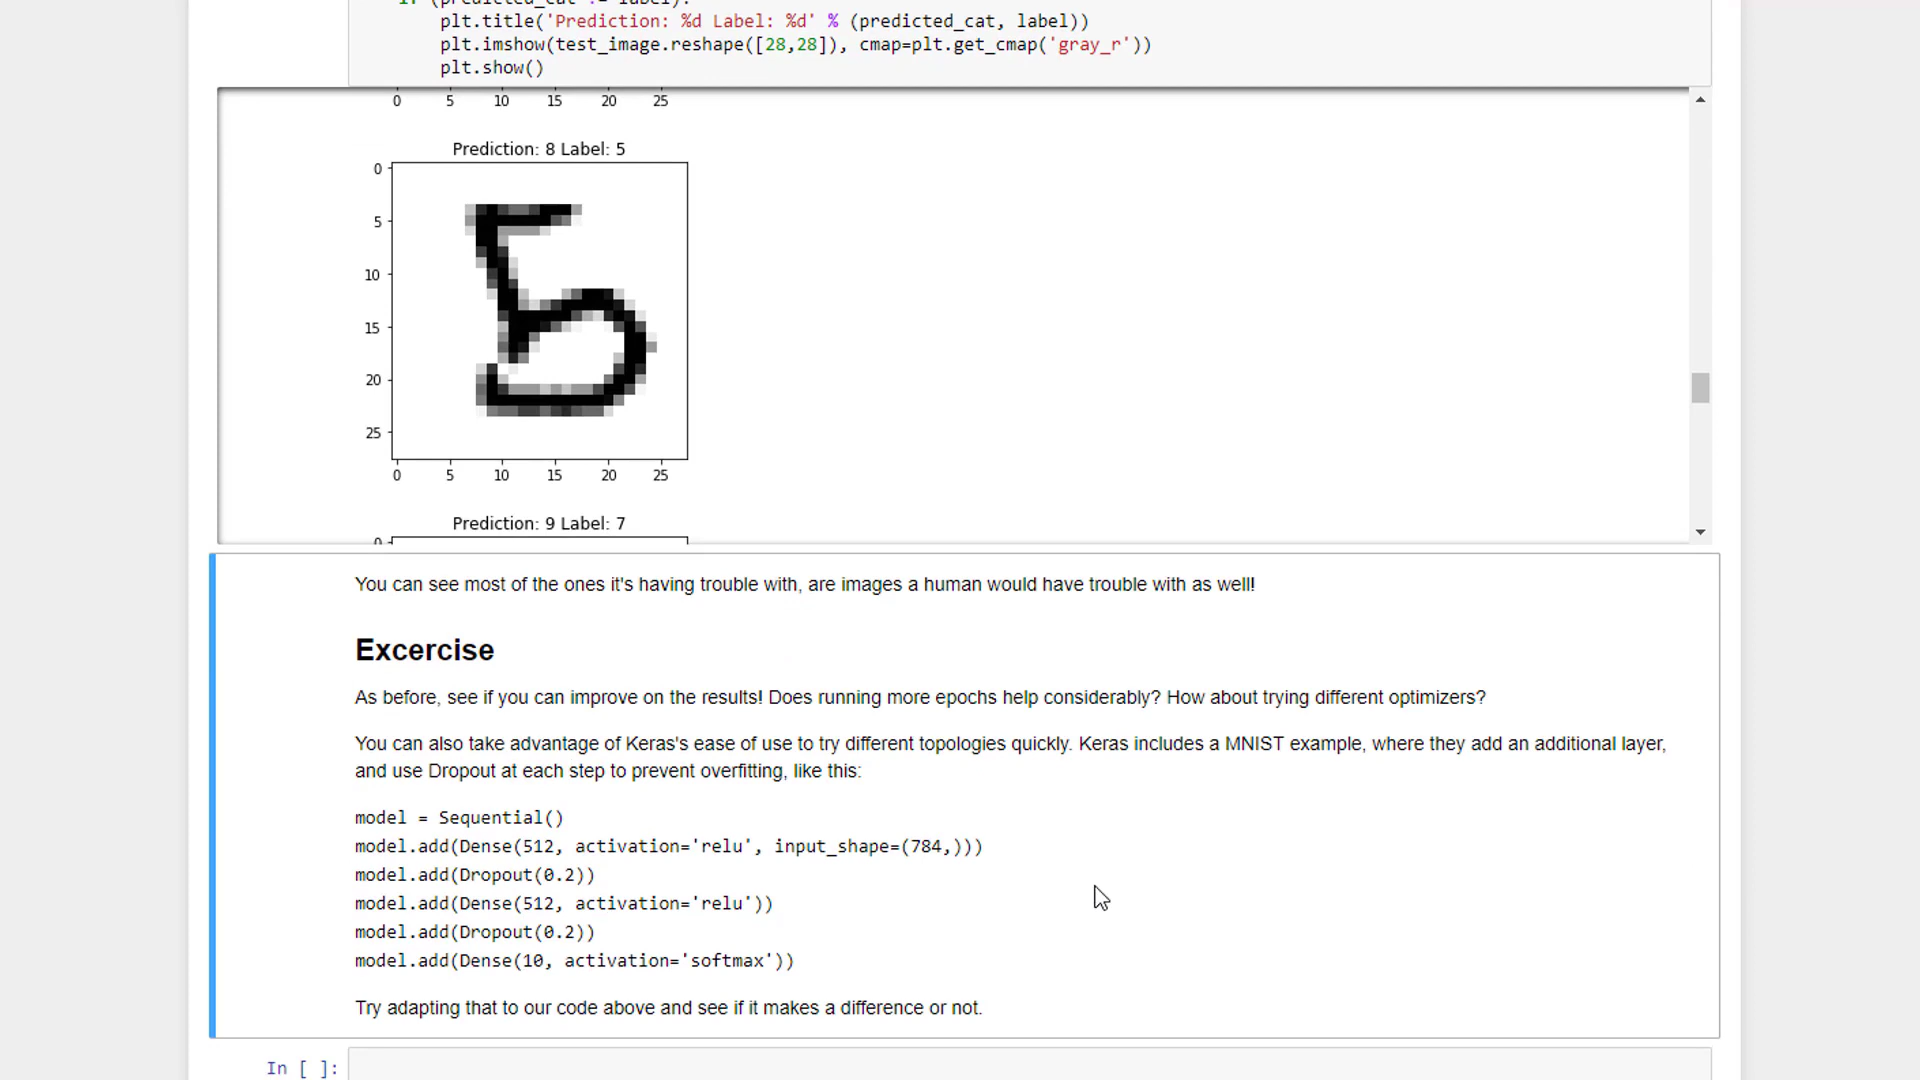 if (predicted_cat != label):
plt.title('Prediction: %d Label: %d' % (predicted_cat, label))
plt.imshow(test_image.reshape([28,28]), cmap=plt.get_cmap('gray_r'))
plt.show()
0 5 10 15 20 25
Prediction: 8 Label: 5
0
5
10
15
20
25
0 5 10 15 20 25
Prediction: 9 Label: 7
0
You can see most of the ones it's having trouble with, are images a human would have trouble with as well!
Excercise
As before, see if you can improve on the results! Does running more epochs help considerably? How about trying different optimizers?
You can also take advantage of Keras's ease of use to try different topologies quickly. Keras includes a MNIST example, where they add an additional layer,
and use Dropout at each step to prevent overfitting, like this:
model = Sequential()
model.add(Dense(512, activation='relu', input_shape=(784,)))
model.add(Dropout(0.2))
model.add(Dense(512, activation='relu'))
model.add(Dropout(0.2))
model.add(Dense(10, activation='softmax'))
Try adapting that to our code above and see if it makes a difference or not.
In [ ]: